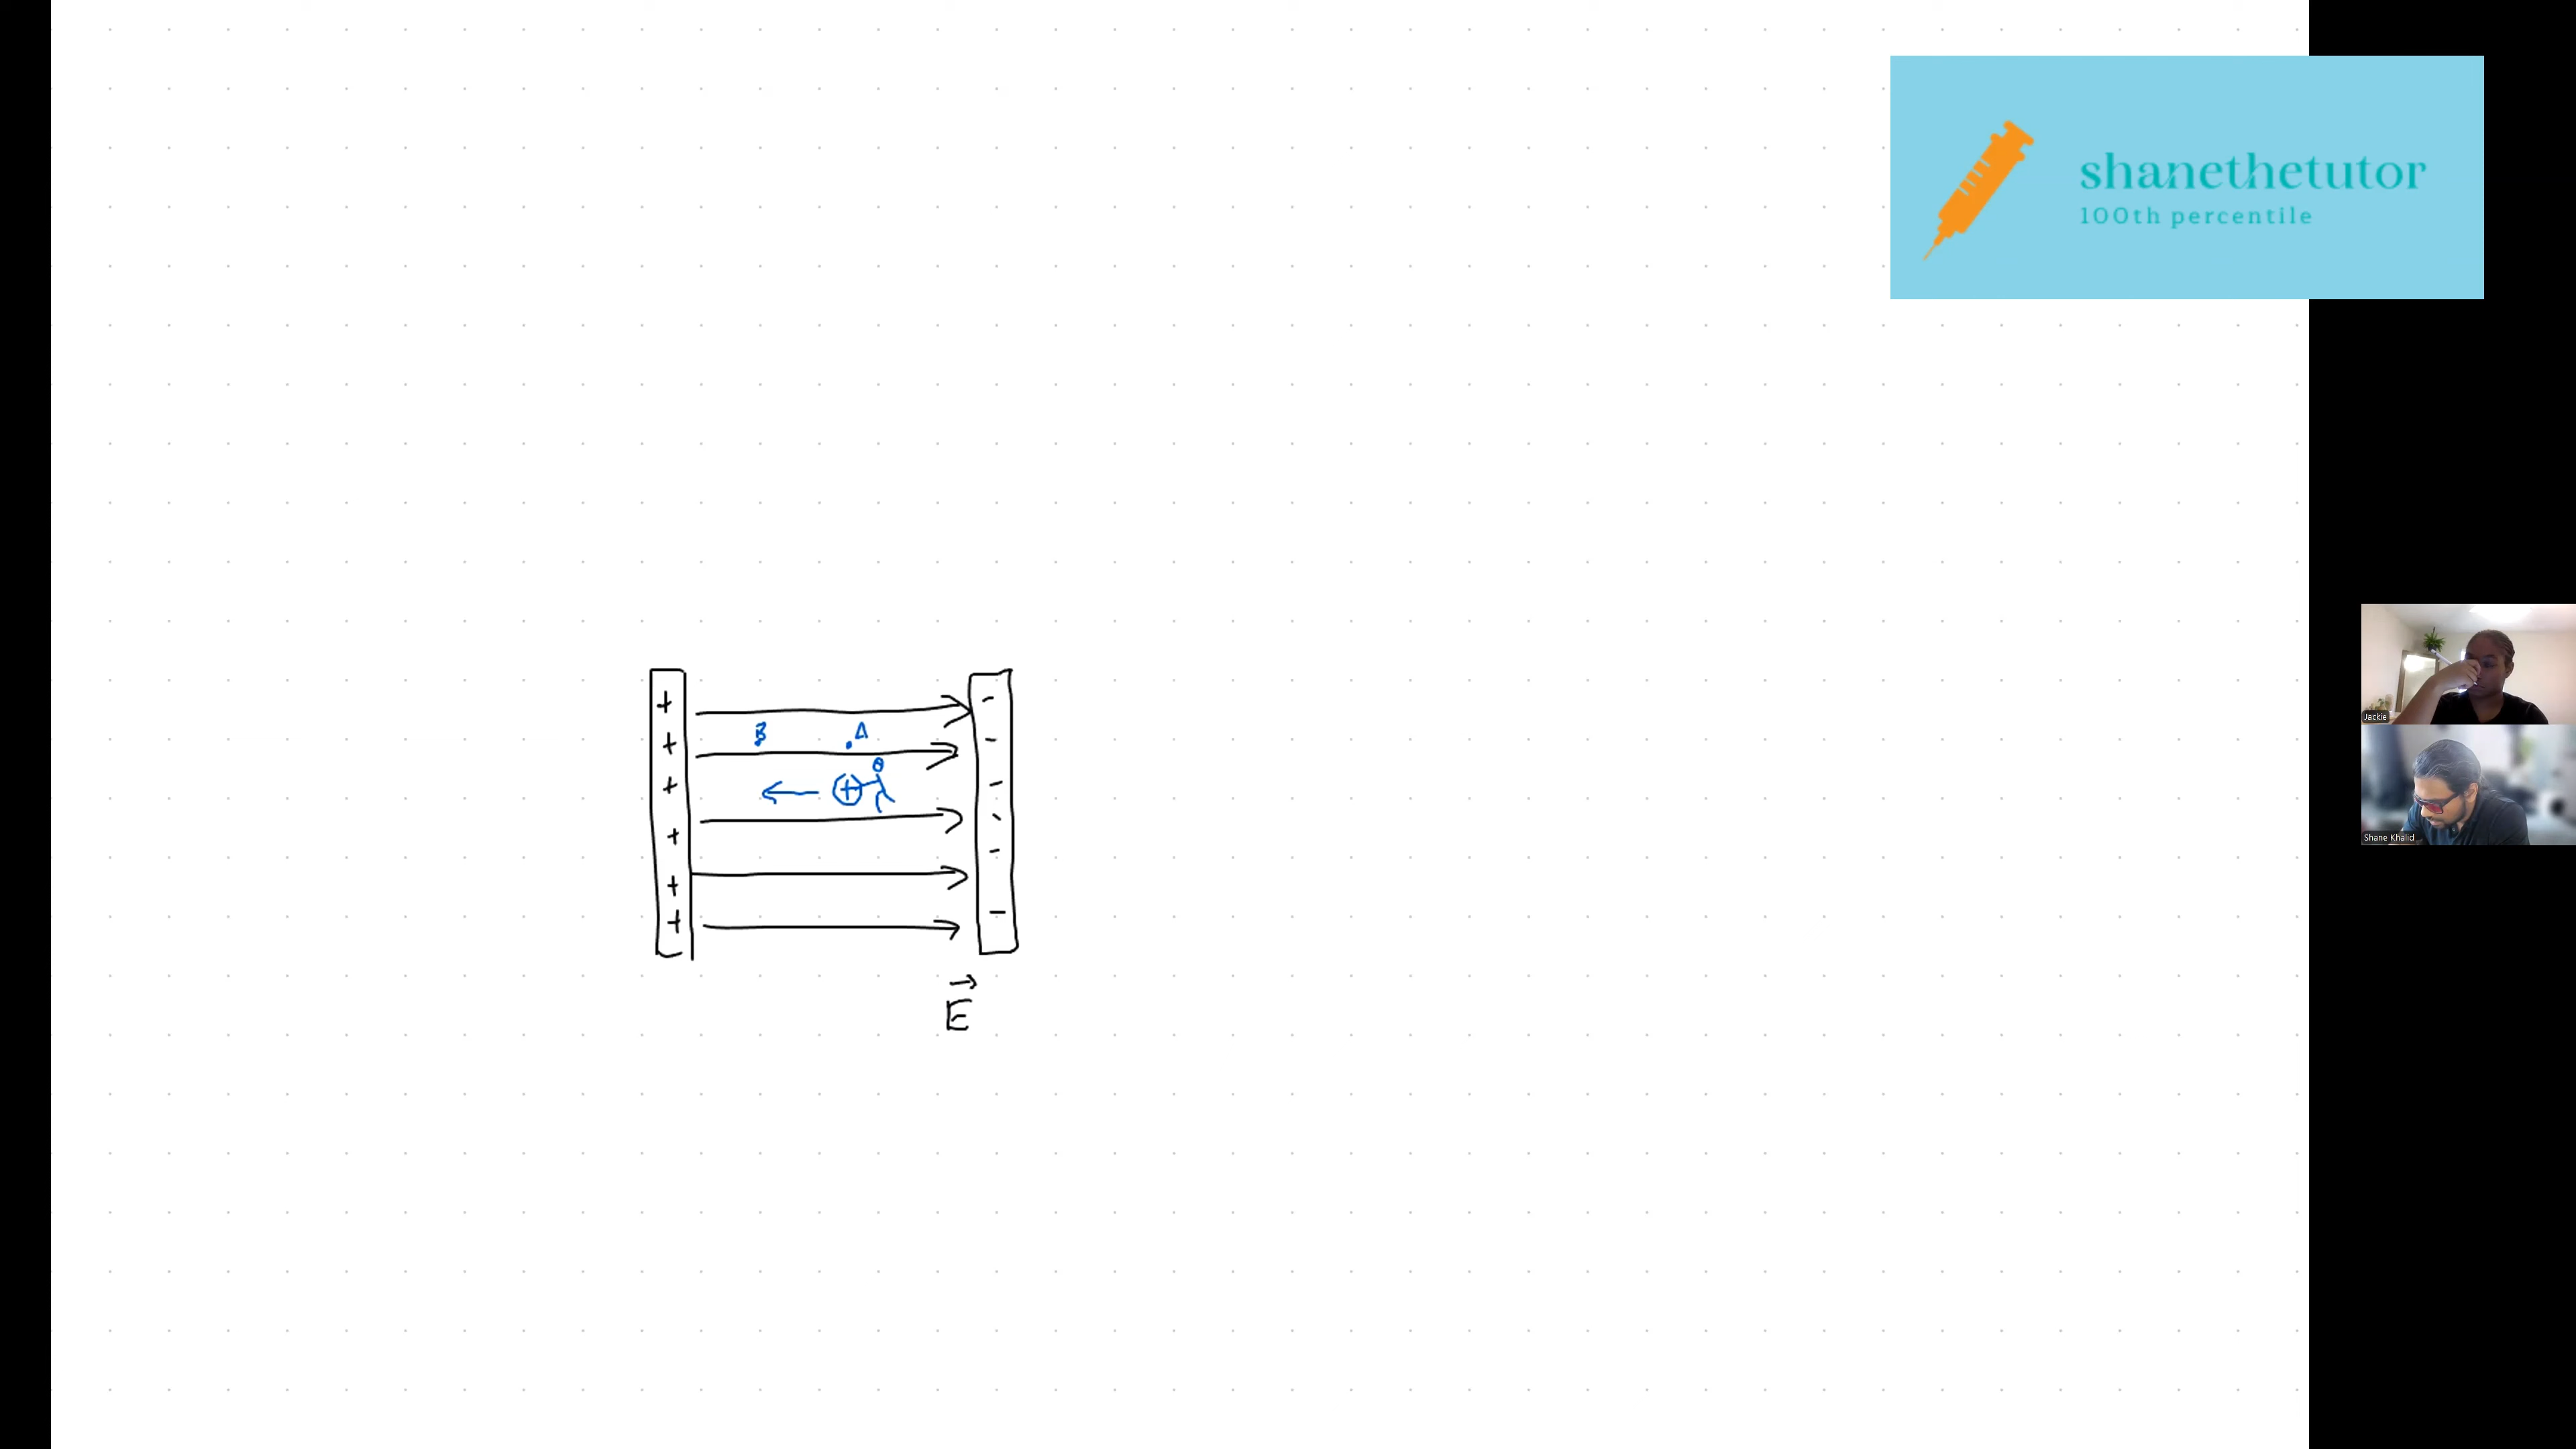 shanethetutor
100th percentile
+ -
B A
+ -
+ + -
+ -
-
+
+ -
E
Jackie
Shane Khalid